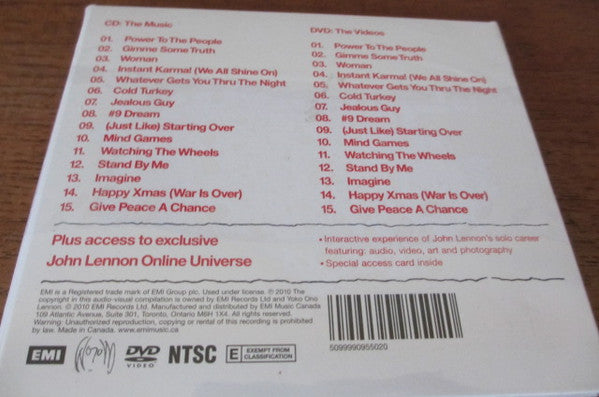 CD: The Music
01. Power To The People
02. Gimme Some Truth
03. Woman
04. Instant Karma! (We All Shine On)
05. Whatever Gets You Thru The Night
06. Cold Turkey
07. Jealous Guy
08. #9 Dream
09. (Just Like) Starting Over
10. Mind Games
11. Watching The Wheels
12. Stand By Me
13. Imagine
14. Happy Xmas (War Is Over)
15. Give Peace A Chance
DVD: The Videos
01. Power To The People
02. Gimme Some Truth
03. Woman
04. Instant Karma! (We All Shine On)
05. Whatever Gets You Thru The Night
06. Cold Turkey
07. Jealous Guy
08. #9 Dream
09. (Just Like) Starting Over
10. Mind Games
11. Watching The Wheels
12. Stand By Me
13. Imagine
14. Happy Xmas (War Is Over)
15. Give Peace A Chance
Plus access to exclusive
John Lennon Online Universe
• Interactive experience of John Lennon's solo career
featuring: audio, video, art and photography
• Special access card inside
EMI is a Registered trade mark of EMI Group plc. Used under license. ℗ 2010 The
copyright in this audio-visual compilation is owned by EMI Records Ltd and Yoko Ono
Lennon. © 2010 EMI Records Ltd. Manufactured and distributed by EMI Music Canada
109 Atlantic Avenue, Suite 301, Toronto, Ontario M6H 1X4. All rights reserved.
Warning: Unauthorized reproduction, copying or rental of this recording is prohibited
by law. Made in Canada. www.emimusic.ca
EMI
DVD
VIDEO
NTSC
E EXEMPT FROM
CLASSIFICATION
5099990955020